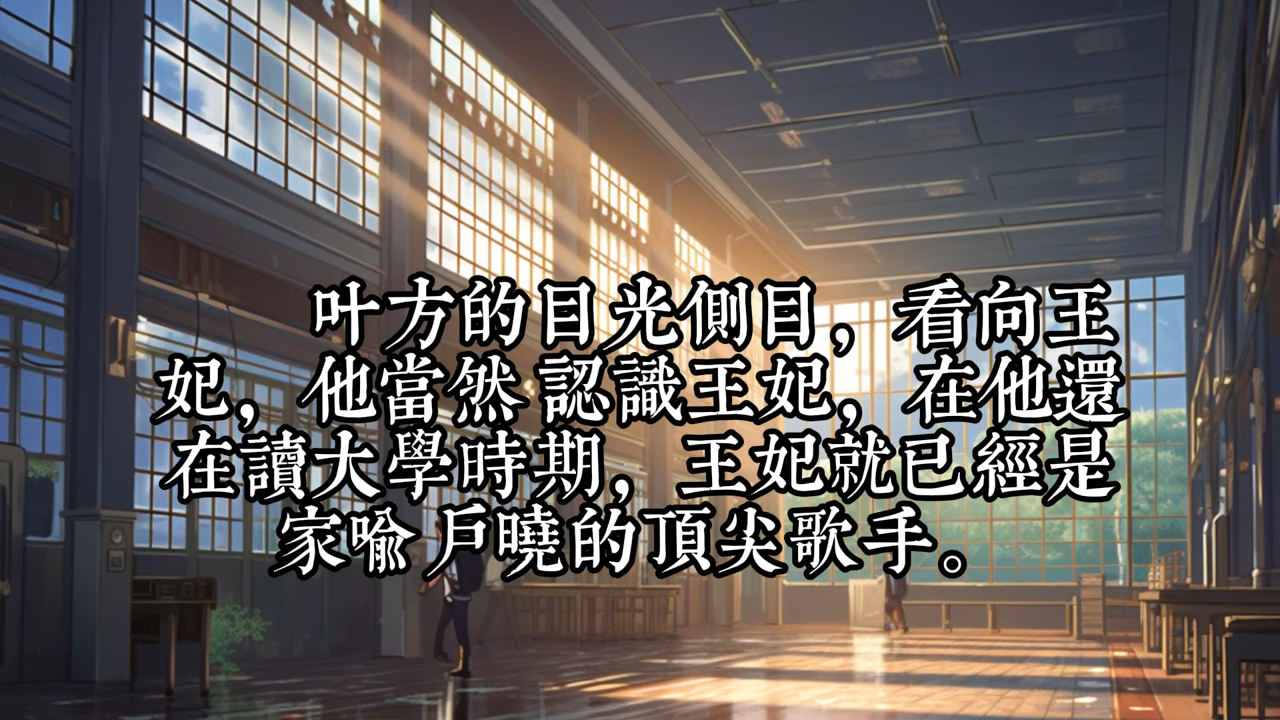 叶方的目光側目，看向王
妃，他當然認識王妃，在他還
在讀大學時期，王妃就已經是
家喻戶曉的頂尖歌手。